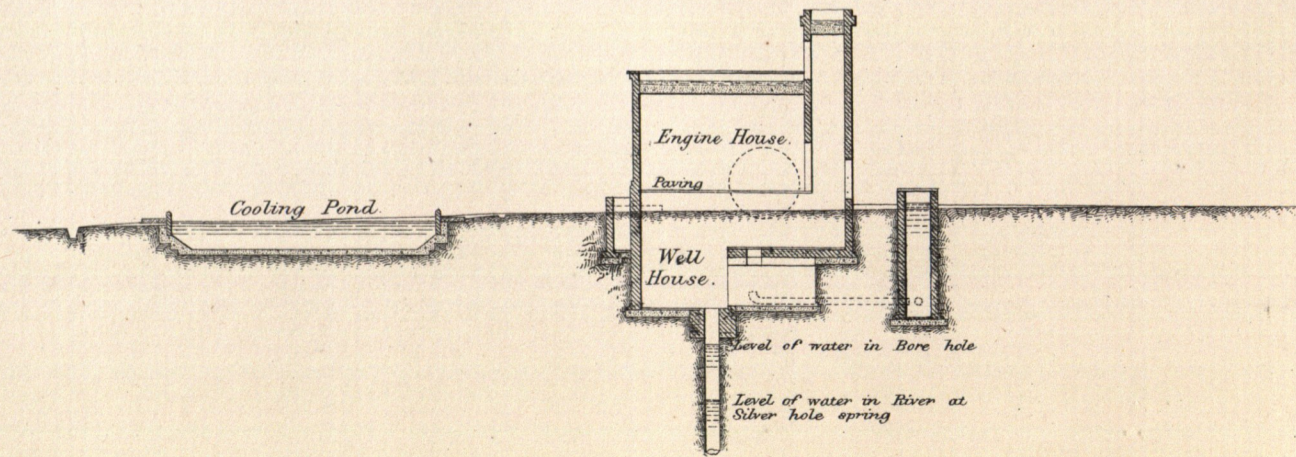 Engine House.
Paving
Cooling Pond.
Well
House.
Level of water in Bore hole
Level of water in River at
Silver hole spring